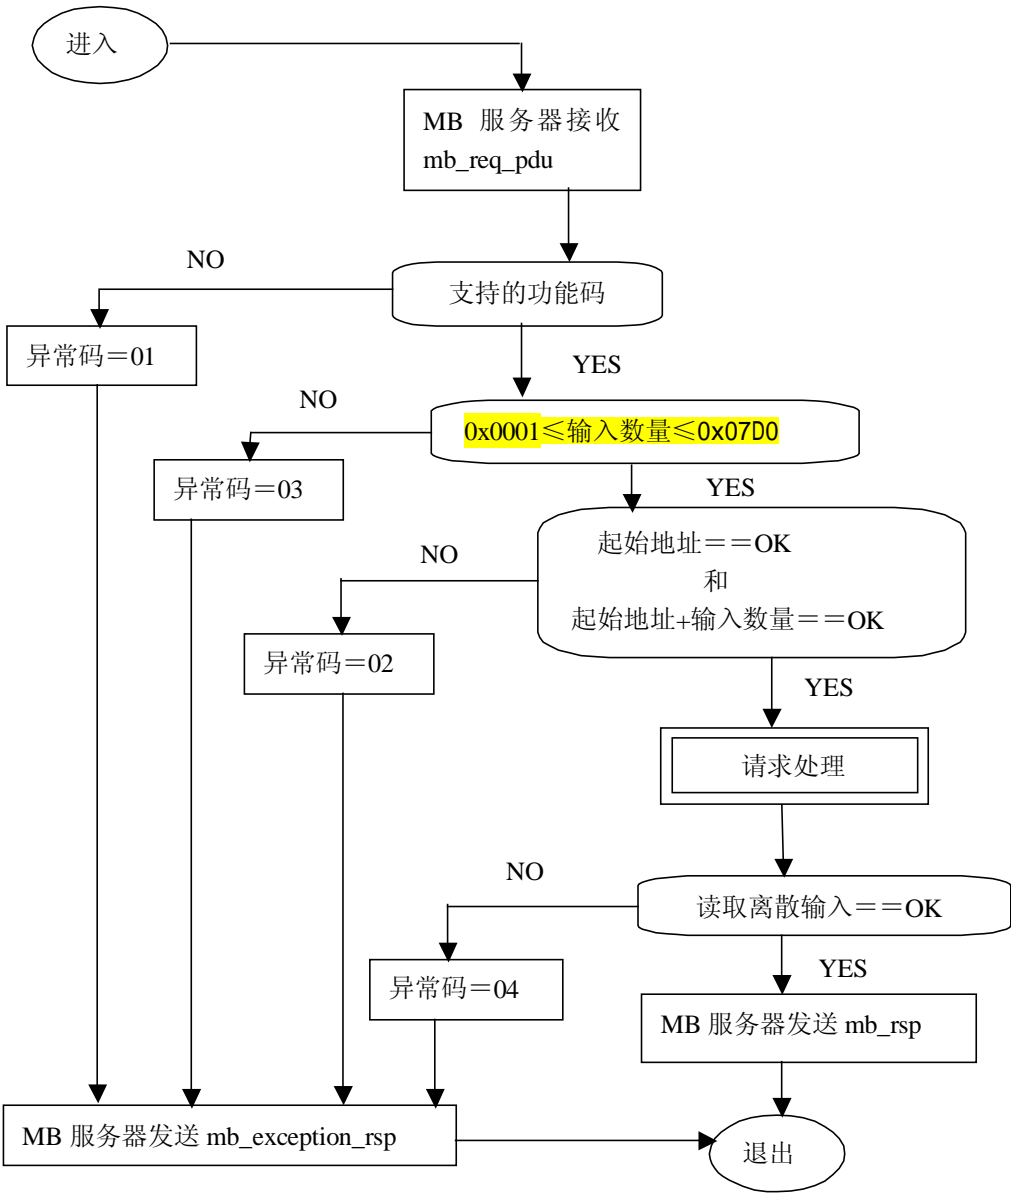 进入
MB 服务器接收
mb_req_pdu
NO
支持的功能码
异常码＝01
YES
NO
0x0001≤输入数量≤0x07D0
异常码＝03
YES
起始地址＝＝OK
NO
和
起始地址+输入数量＝＝OK
异常码＝02
YES
请求处理
NO
读取离散输入＝＝OK
YES
异常码＝04
MB 服务器发送 mb_rsp
MB 服务器发送 mb_exception_rsp
退出